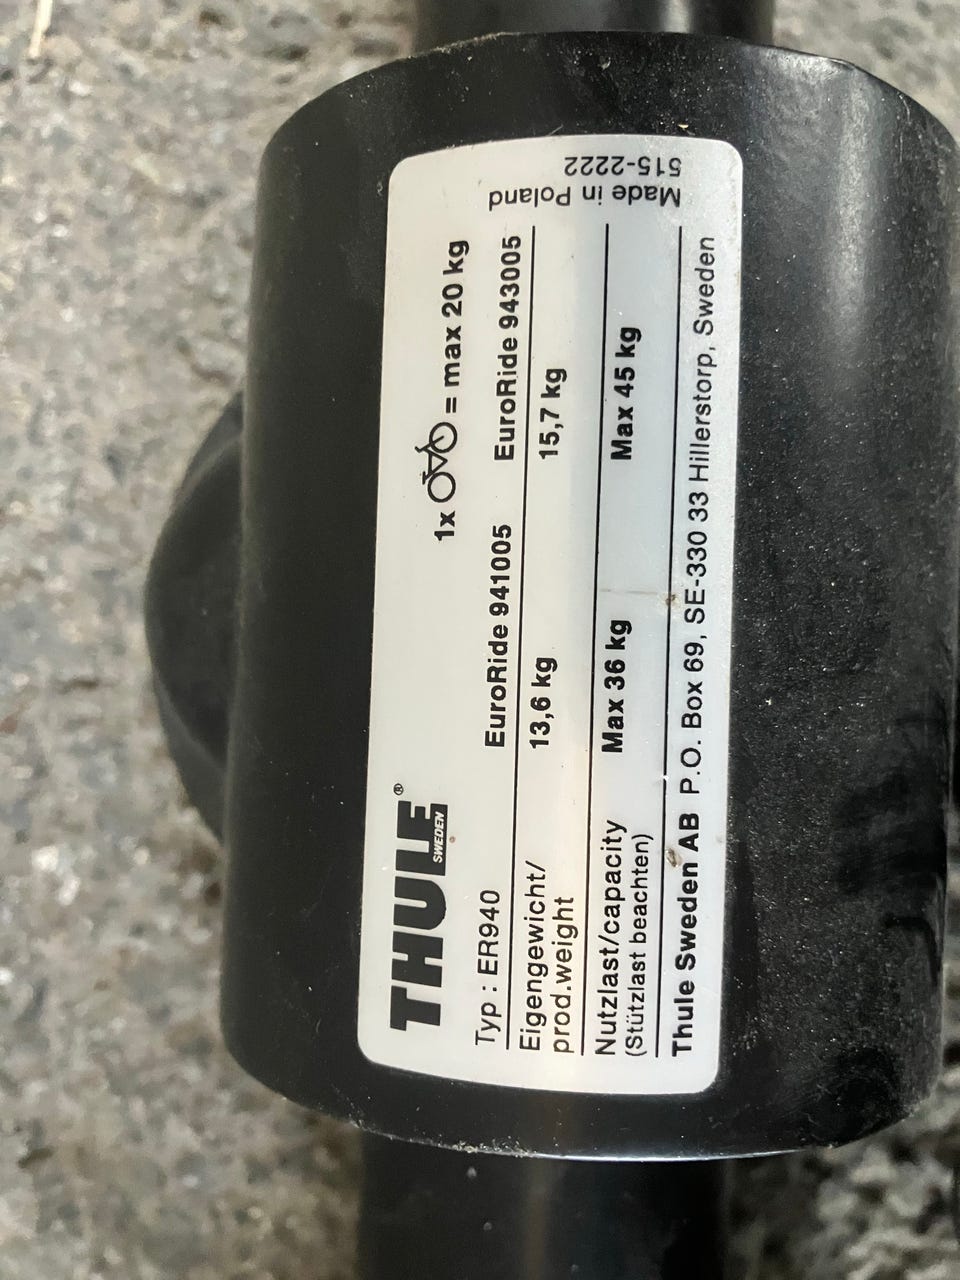 THULE®
SWEDEN
1x = max 20 kg
Typ : ER940 EuroRide 941005 EuroRide 943005
Eigengewicht/ 13,6 kg 15,7 kg
prod.weight
Nutzlast/capacity Max 36 kg Max 45 kg
(Stützlast beachten)
Thule Sweden AB P.O. Box 69, SE-330 33 Hillerstorp, Sweden
Made in Poland
515-2222